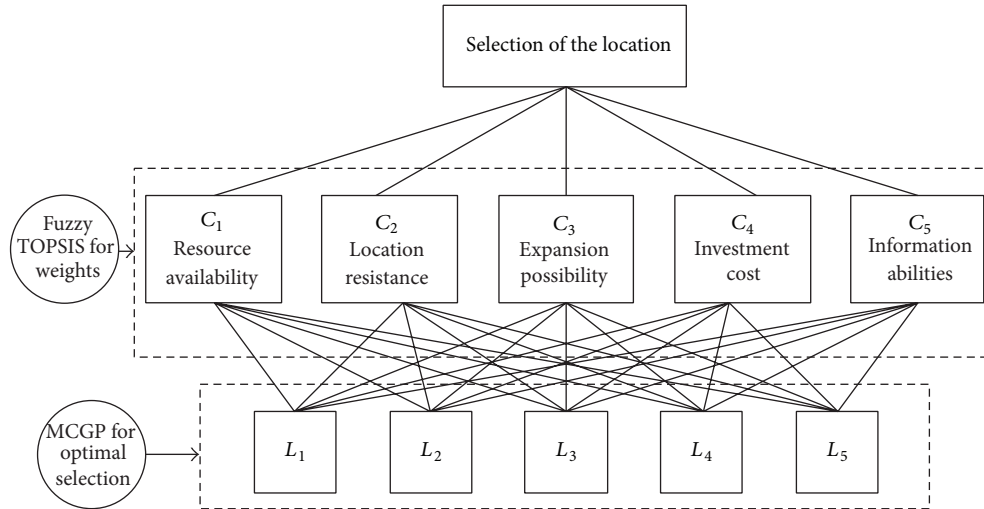 Selection of the location
Fuzzy
TOPSIS for
weights
C1
Resource
availability
C2
Location
resistance
C3
Expansion
possibility
C4
Investment
cost
C5
Information
abilities
MCGP for
optimal
selection
L1
L2
L3
L4
L5